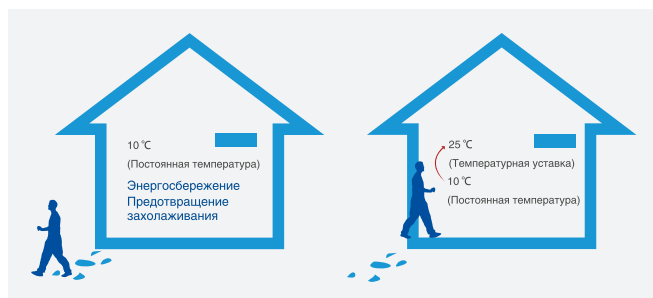 10 ℃
(Постоянная температура)
Энергосбережение
Предотвращение
захолаживания
25 ℃
(Температурная уставка)
10 ℃
(Постоянная температура)